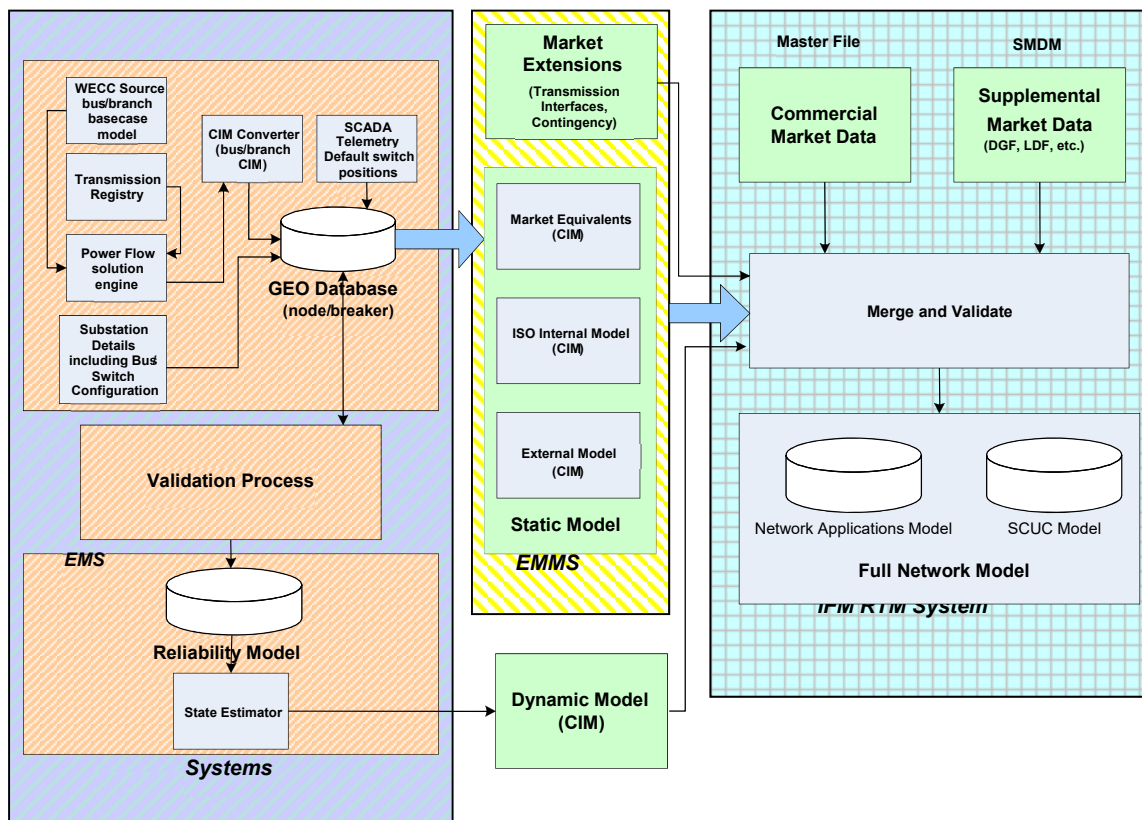 WECC Source
bus/branch
basecase
model
Transmission
Registry
Power Flow
solution
engine
Substation
Details
including Bus/
Switch
Configuration
CIM Converter
(bus/branch
CIM)
SCADA
Telemetry
Default switch
positions
GEO Database
(node/breaker)
Validation Process
EMS
Reliability Model
State Estimator
Systems
Market
Extensions
(Transmission
Interfaces,
Contingency)
Market Equivalents
(CIM)
ISO Internal Model
(CIM)
External Model
(CIM)
Static Model
EMMS
Dynamic Model
(CIM)
Master File
SMDM
Commercial
Market Data
Supplemental
Market Data
(DGF, LDF, etc.)
Merge and Validate
Network Applications Model
SCUC Model
Full Network Model
IFM RTM System